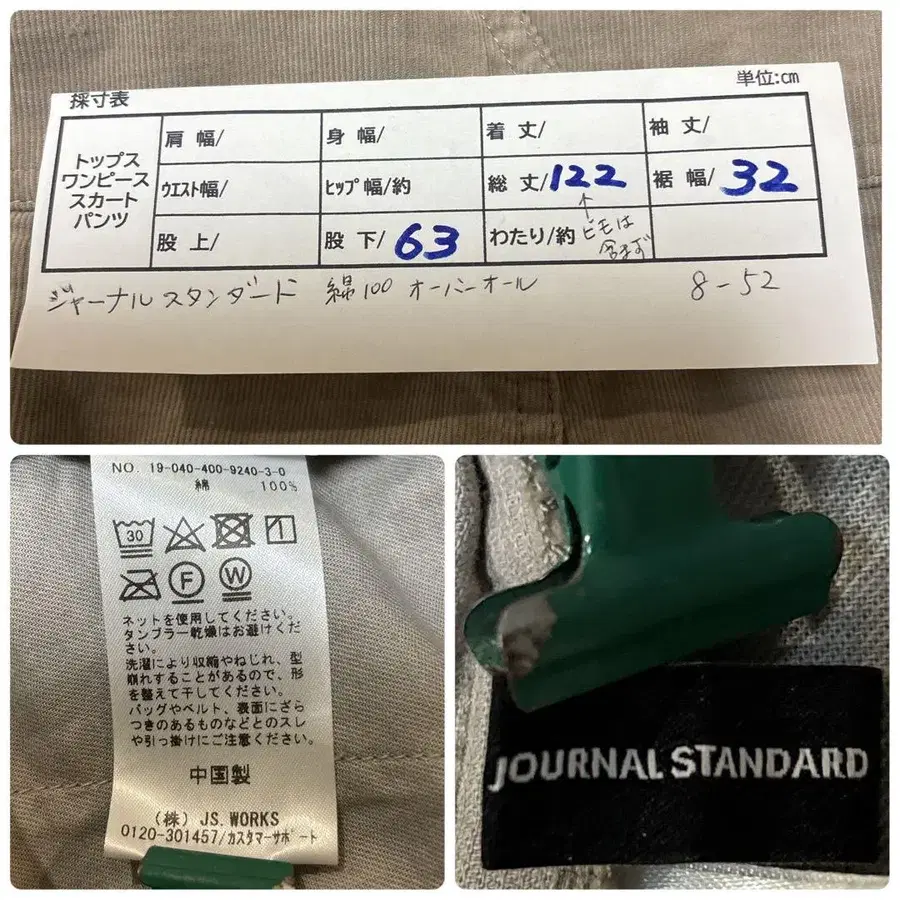 採寸表 単位:cm
トップス
ワンピース
スカート
パンツ
肩 幅/ 身 幅/ 着 丈/ 袖 丈/
ウエスト幅/ ヒップ幅/約 総 丈/122 裾 幅/ 32
股 上/ 股 下/ 63 わたり/約
↑
ヒモは
含まず
ジャーナル スタンダード 綿100 オーバーオール 8-52
NO. 19-040-400-9240-3-0
綿 100%
30
F W
ネットを使用してください。
タンブラー乾燥はお避けくだ
さい。
洗濯により収縮やねじれ、型
崩れすることがあるので、形
を整えて干してください。
バッグやベルト、表面にざら
つきのあるものなどとのスレ
や引っ掛けにご注意ください。
中国製
(株) JS.WORKS
0120-301457/カスタマーサポート
JOURNAL STANDARD